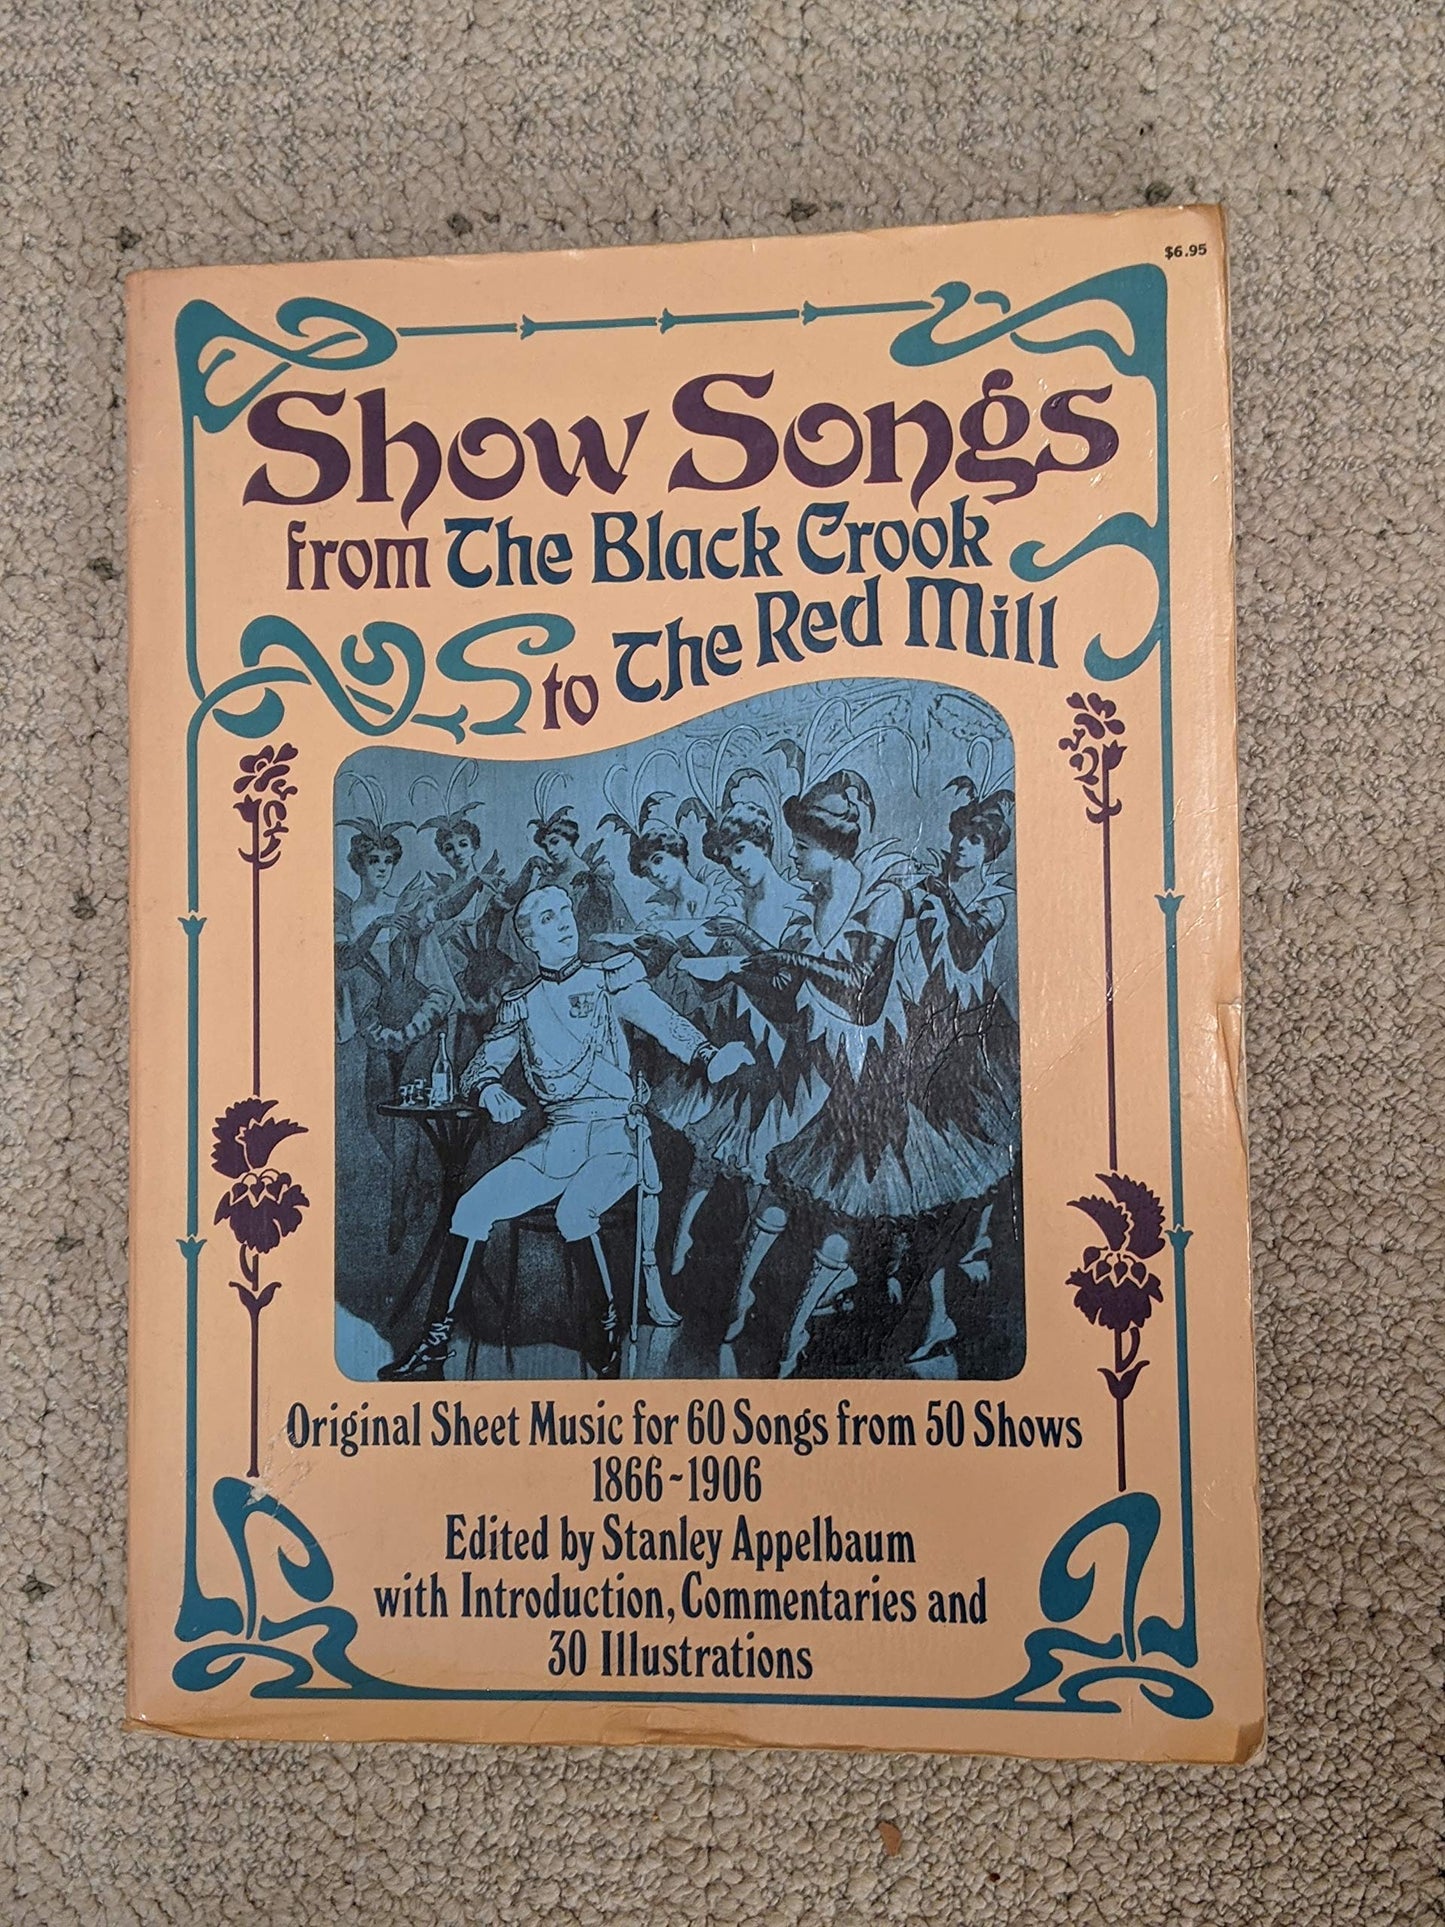 $6.95
Show Songs
from The Black Crook
to The Red Mill
Original Sheet Music for 60 Songs from 50 Shows
1866~1906
Edited by Stanley Appelbaum
with Introduction, Commentaries and
30 Illustrations